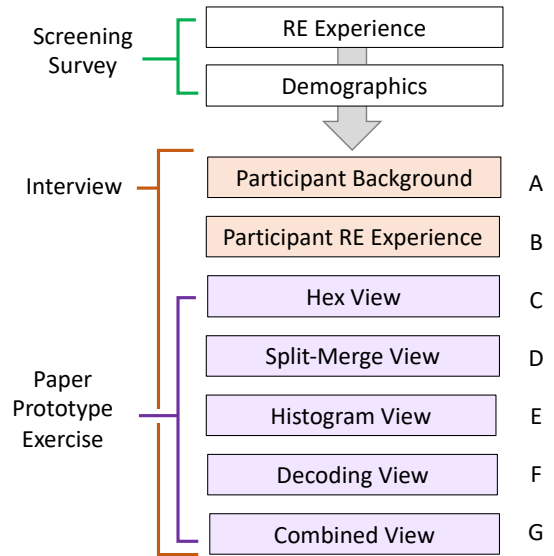 Screening
Survey
RE Experience
Demographics
Interview
Participant Background
A
Participant RE Experience
B
Hex View
C
Split-Merge View
D
Paper
Prototype
Exercise
Histogram View
E
Decoding View
F
Combined View
G